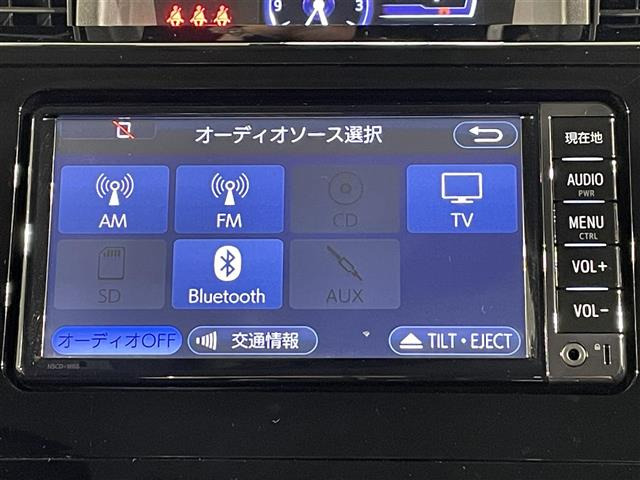 9 3
オーディオソース選択
AM FM CD TV
SD Bluetooth AUX
オーディオOFF 交通情報 TILT・EJECT
現在地
AUDIO
PWR
MENU
CTRL
VOL+
VOL-